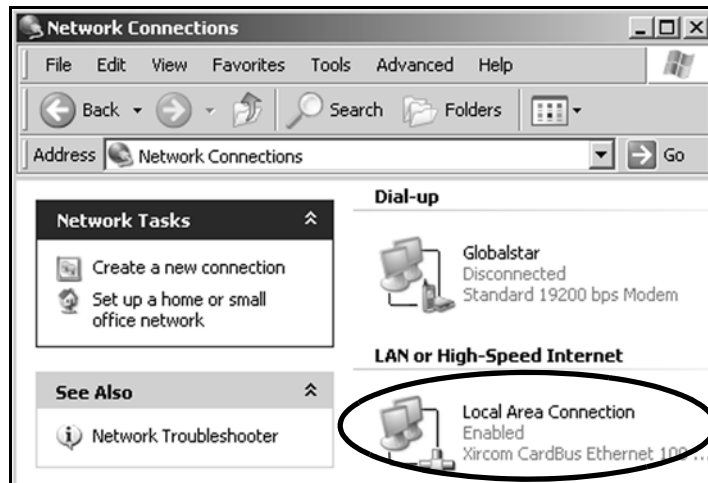 Network Connections
File Edit View Favorites Tools Advanced Help
Back Search Folders
Address Network Connections Go
Network Tasks
Create a new connection
Set up a home or small
office network
See Also
Network Troubleshooter
Dial-up
Globalstar
Disconnected
Standard 19200 bps Modem
LAN or High-Speed Internet
Local Area Connection
Enabled
Xircom CardBus Ethernet 100 ...